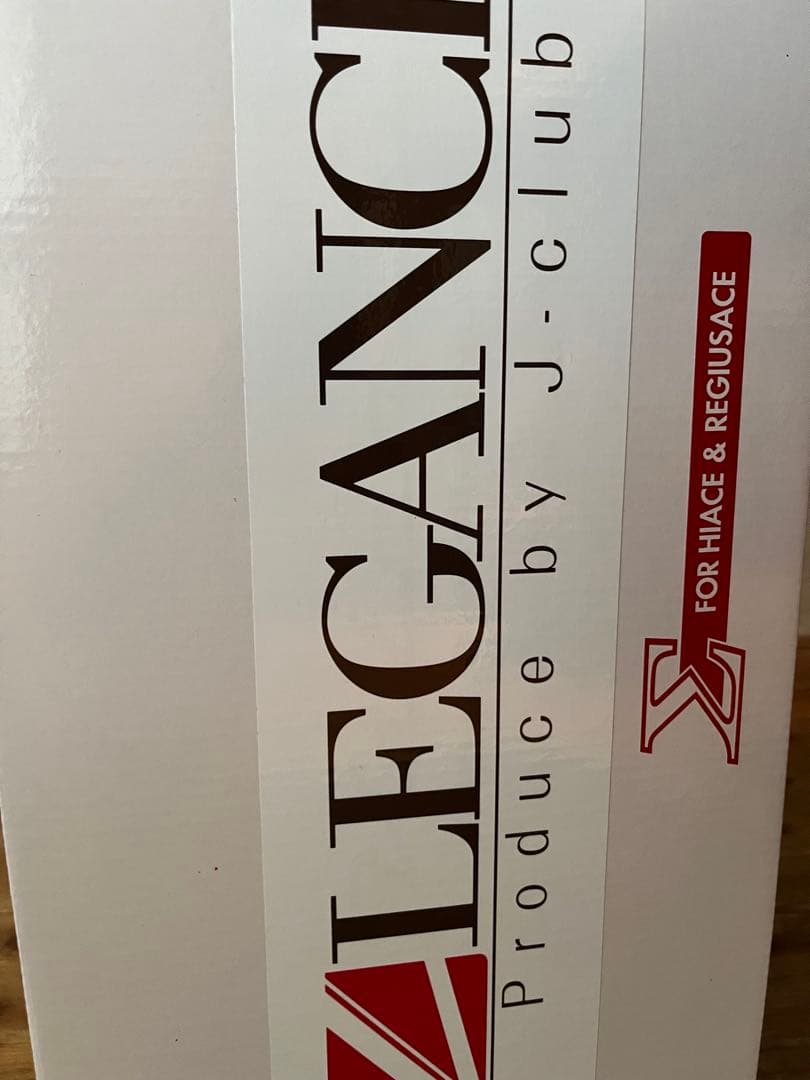 LEGANC
Produce by J-club
Σ FOR HIACE & REGIUSACE